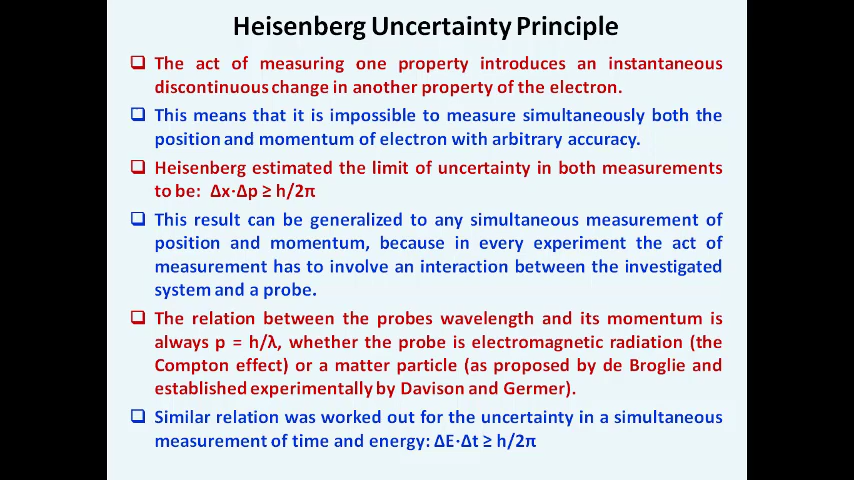 Heisenberg Uncertainty Principle
❑ The act of measuring one property introduces an instantaneous
discontinuous change in another property of the electron.
❑ This means that it is impossible to measure simultaneously both the
position and momentum of electron with arbitrary accuracy.
❑ Heisenberg estimated the limit of uncertainty in both measurements
to be: Δx·Δp ≥ h/2π
❑ This result can be generalized to any simultaneous measurement of
position and momentum, because in every experiment the act of
measurement has to involve an interaction between the investigated
system and a probe.
❑ The relation between the probes wavelength and its momentum is
always p = h/λ, whether the probe is electromagnetic radiation (the
Compton effect) or a matter particle (as proposed by de Broglie and
established experimentally by Davison and Germer).
❑ Similar relation was worked out for the uncertainty in a simultaneous
measurement of time and energy: ΔE·Δt ≥ h/2π